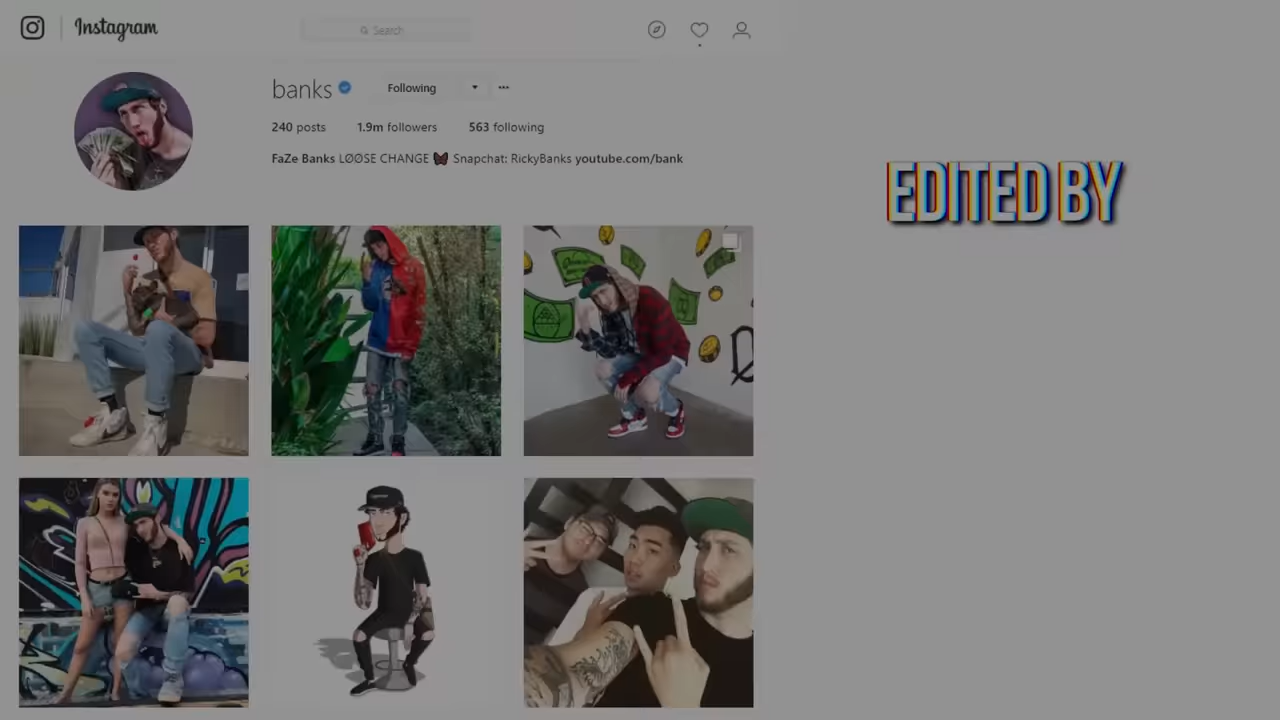 Instagram
Search
banks
Following
240 posts 1.9m followers 563 following
FaZe Banks LØØSE CHANGE 🦋 Snapchat: RickyBanks youtube.com/bank
EDITED BY